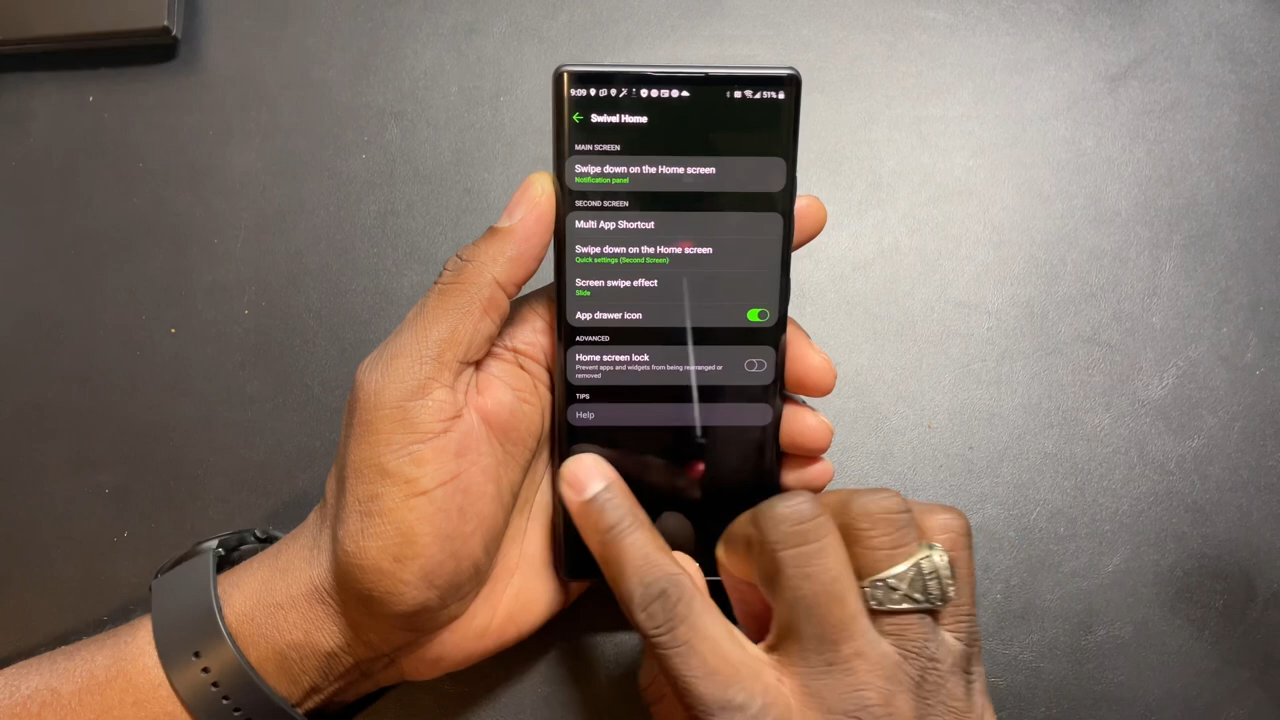 9:09 51%
Swivel Home
MAIN SCREEN
Swipe down on the Home screen
Notification panel
SECOND SCREEN
Multi App Shortcut
Swipe down on the Home screen
Quick settings (Second Screen)
Screen swipe effect
Slide
App drawer icon
ADVANCED
Home screen lock
Prevent apps and widgets from being rearranged or
removed
TIPS
Help